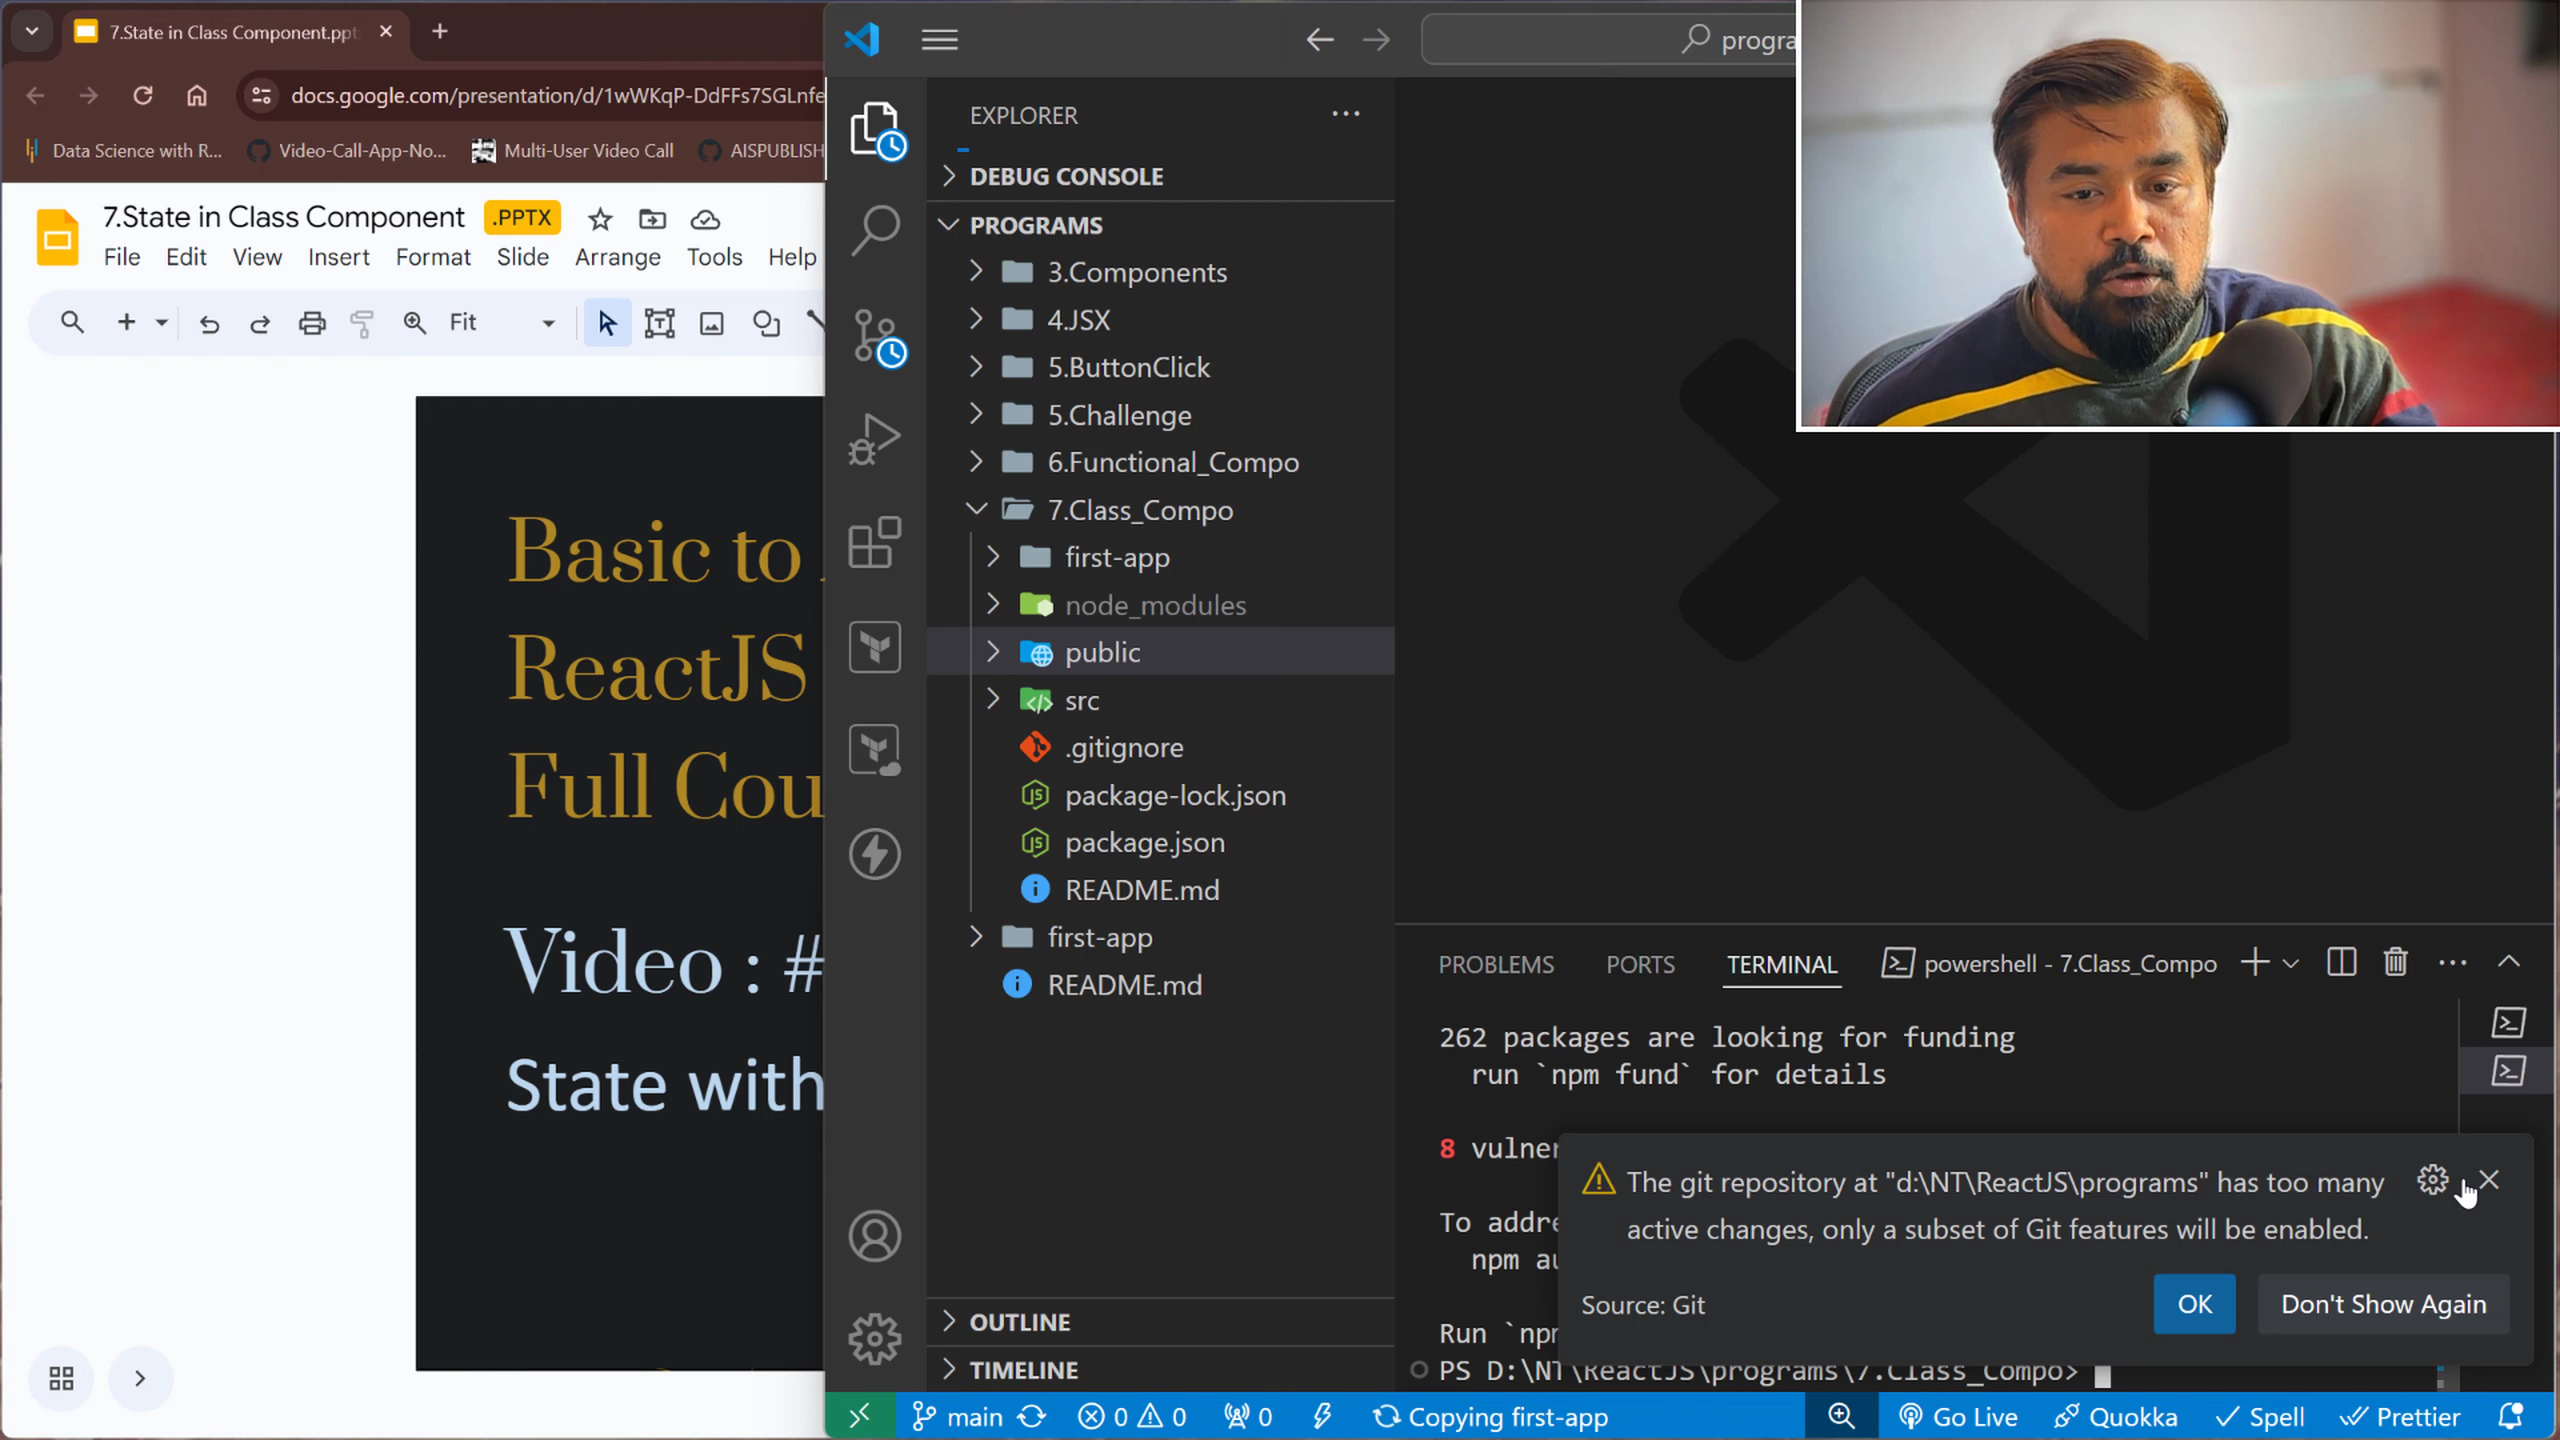 7.State in Class Component.ppt
docs.google.com/presentation/d/1wWKqP-DdFFs7SGLnfe
Data Science with R...
Video-Call-App-No...
Multi-User Video Call
AISPUBLISH
7.State in Class Component
.PPTX
File Edit View Insert Format Slide Arrange Tools Help
Fit
Basic to
ReactJS
Full Cou
Video : #
State with
progra
EXPLORER
DEBUG CONSOLE
PROGRAMS
3.Components
4.JSX
5.ButtonClick
5.Challenge
6.Functional_Compo
7.Class_Compo
first-app
node_modules
public
src
.gitignore
package-lock.json
package.json
README.md
first-app
README.md
OUTLINE
TIMELINE
PROBLEMS PORTS TERMINAL powershell - 7.Class_Compo
262 packages are looking for funding
run `npm fund` for details
8 vulner
To addre
npm au
Run `npm
PS D:\NT\ReactJS\programs\7.Class_Compo>
The git repository at "d:\NT\ReactJS\programs" has too many
active changes, only a subset of Git features will be enabled.
Source: Git
OK
Don't Show Again
main 0 0 0 Copying first-app Go Live Quokka Spell Prettier